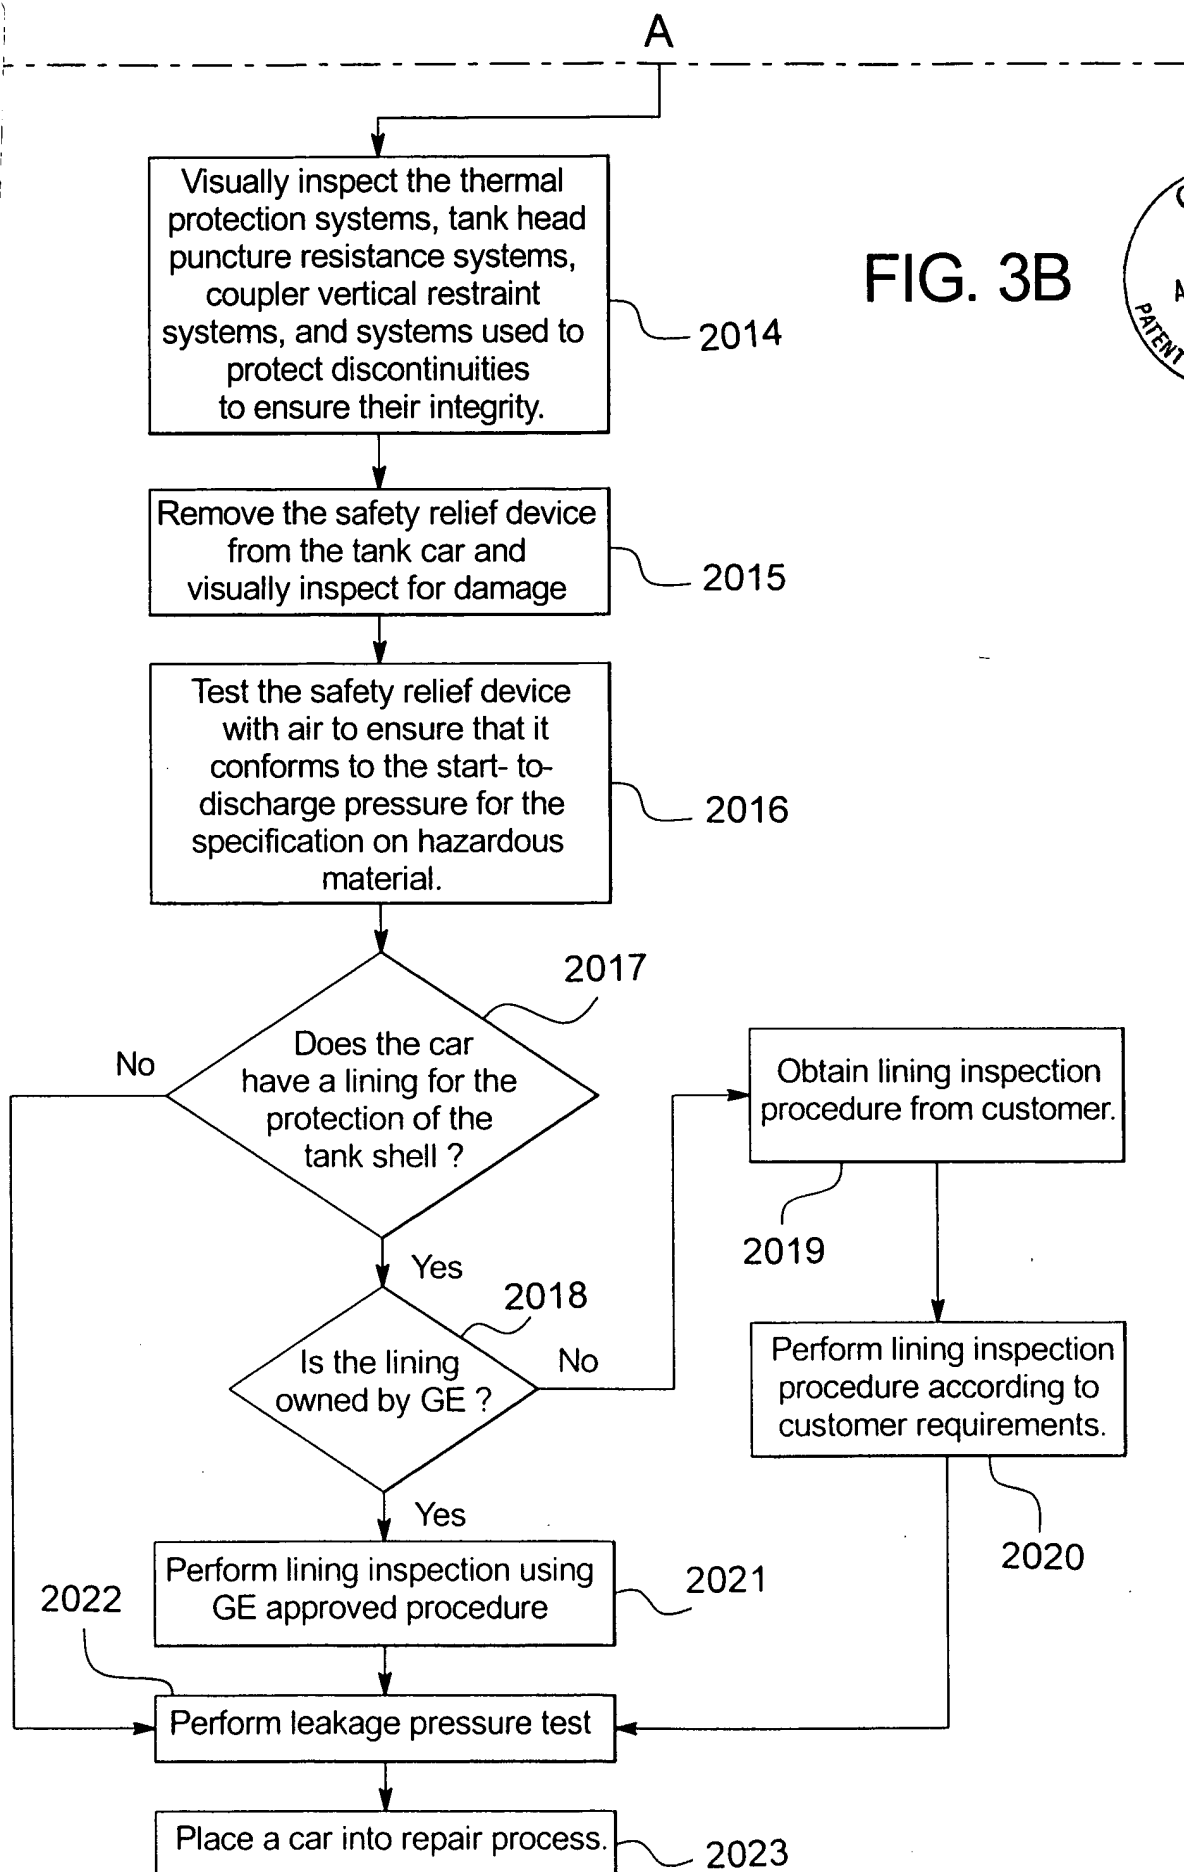 A
Visually inspect the thermal
protection systems, tank head
puncture resistance systems,
coupler vertical restraint
systems, and systems used to
protect discontinuities
to ensure their integrity.
2014
FIG. 3B
PATENT
Remove the safety relief device
from the tank car and
visually inspect for damage
2015
Test the safety relief device
with air to ensure that it
conforms to the start- to-
discharge pressure for the
specification on hazardous
material.
2016
2017
Does the car
have a lining for the
protection of the
tank shell ?
No
Yes
Obtain lining inspection
procedure from customer.
2019
2018
Is the lining
owned by GE ?
No
Yes
Perform lining inspection
procedure according to
customer requirements.
2020
Perform lining inspection using
GE approved procedure
2021
2022
Perform leakage pressure test
Place a car into repair process.
2023